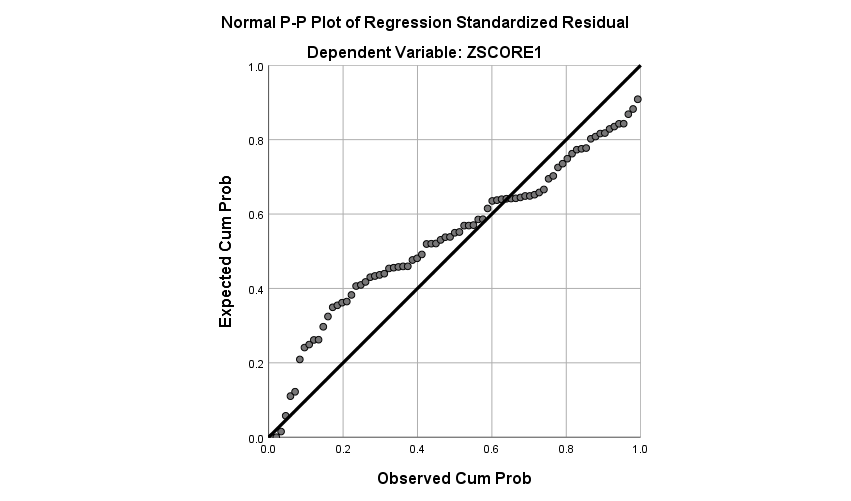 Normal P-P Plot of Regression Standardized Residual
Dependent Variable: ZSCORE1
1.0
0.8
0.6
0.4
0.2
0.0
Expected Cum Prob
0.0 0.2 0.4 0.6 0.8 1.0
Observed Cum Prob